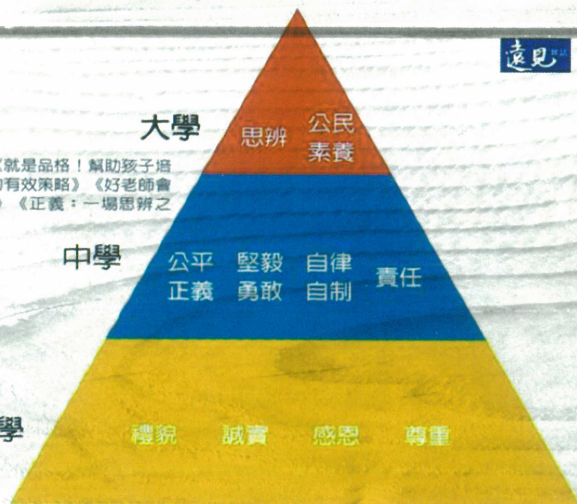 遠見
大學
思辨
公民
素養
就是品格！幫助孩子培
的有效策略》《好老師會
》《正義：一場思辨之
中學
公平 堅毅 自律 責任
正義 勇敢 自制
學
禮貌 誠實 感恩 尊重